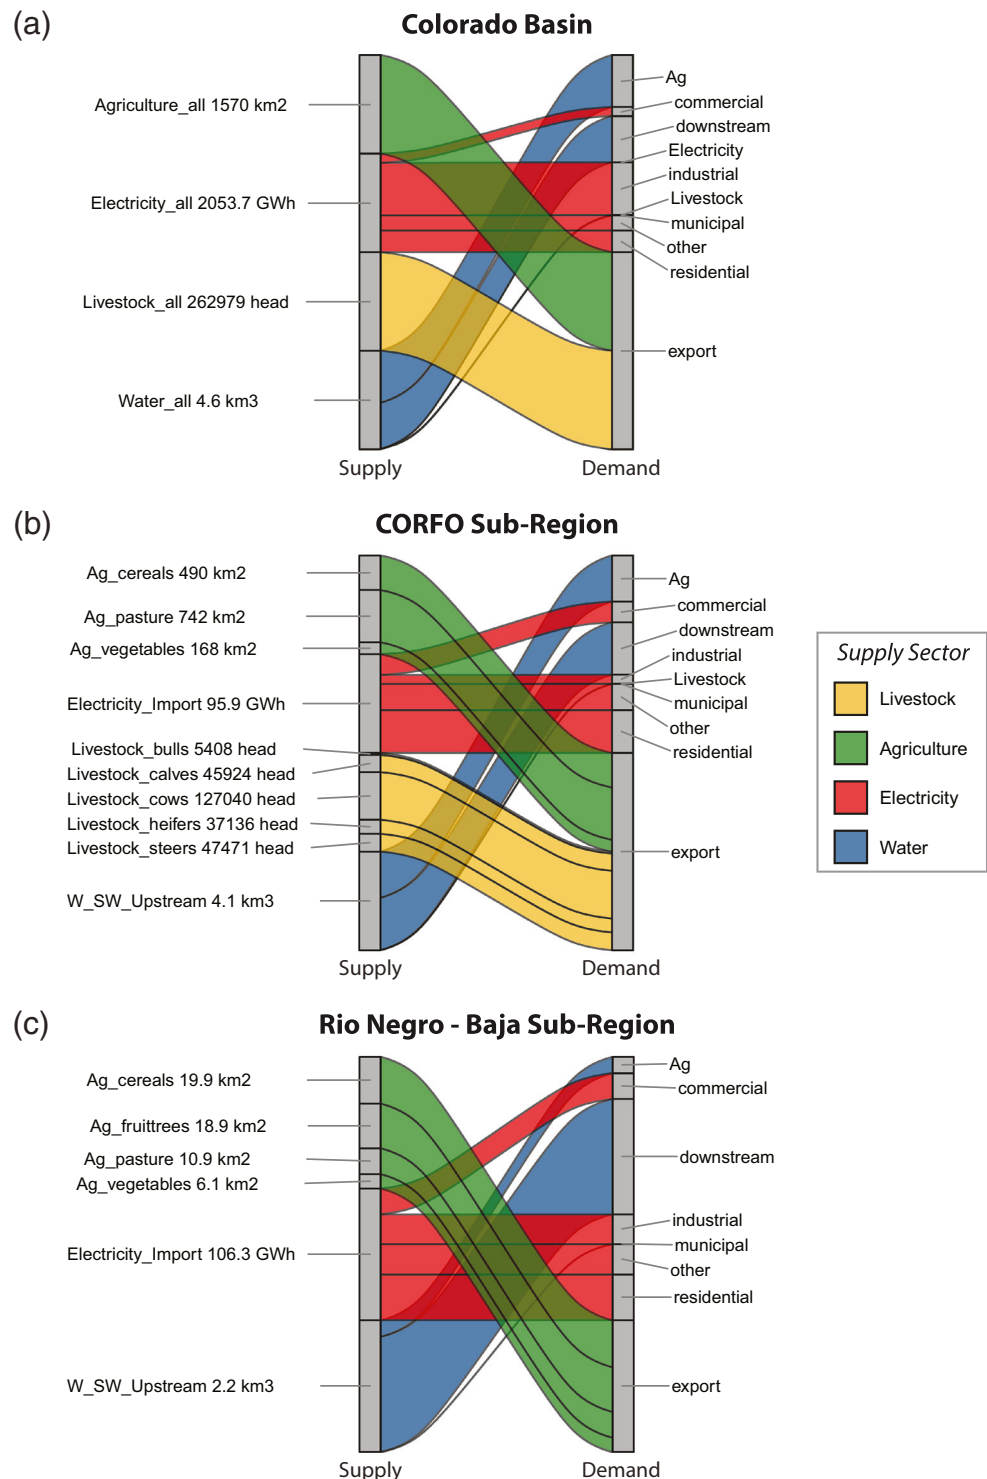 (a)
Colorado Basin
Agriculture_all 1570 km2
Electricity_all 2053.7 GWh
Livestock_all 262979 head
Water_all 4.6 km3
Ag
commercial
downstream
Electricity
industrial
Livestock
municipal
other
residential
export
Supply
Demand
(b)
CORFO Sub-Region
Ag_cereals 490 km2
Ag_pasture 742 km2
Ag_vegetables 168 km2
Electricity_Import 95.9 GWh
Livestock_bulls 5408 head
Livestock_calves 45924 head
Livestock_cows 127040 head
Livestock_heifers 37136 head
Livestock_steers 47471 head
W_SW_Upstream 4.1 km3
Ag
commercial
downstream
industrial
Livestock
municipal
other
residential
export
Supply
Demand
Supply Sector
Livestock
Agriculture
Electricity
Water
(c)
Rio Negro - Baja Sub-Region
Ag_cereals 19.9 km2
Ag_fruittrees 18.9 km2
Ag_pasture 10.9 km2
Ag_vegetables 6.1 km2
Electricity_Import 106.3 GWh
W_SW_Upstream 2.2 km3
Ag
commercial
downstream
industrial
municipal
other
residential
export
Supply
Demand